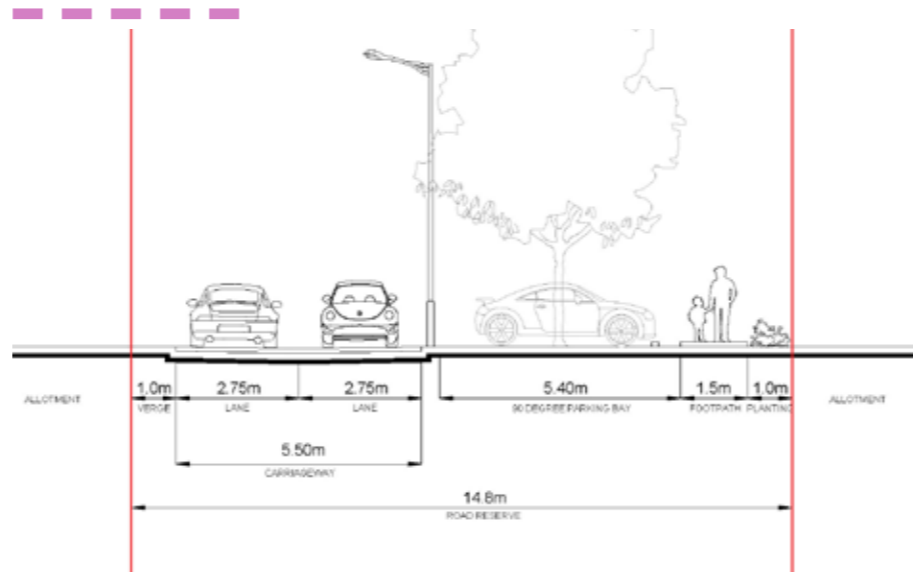 1.0m 2.75m 2.75m 5.40m 1.5m 1.0m
ALLOTMENT VERGE LANE LANE 90 DEGREE PARKING BAY FOOTPATH PLANTING ALLOTMENT
5.50m
CARRIAGEWAY
14.8m
ROAD RESERVE